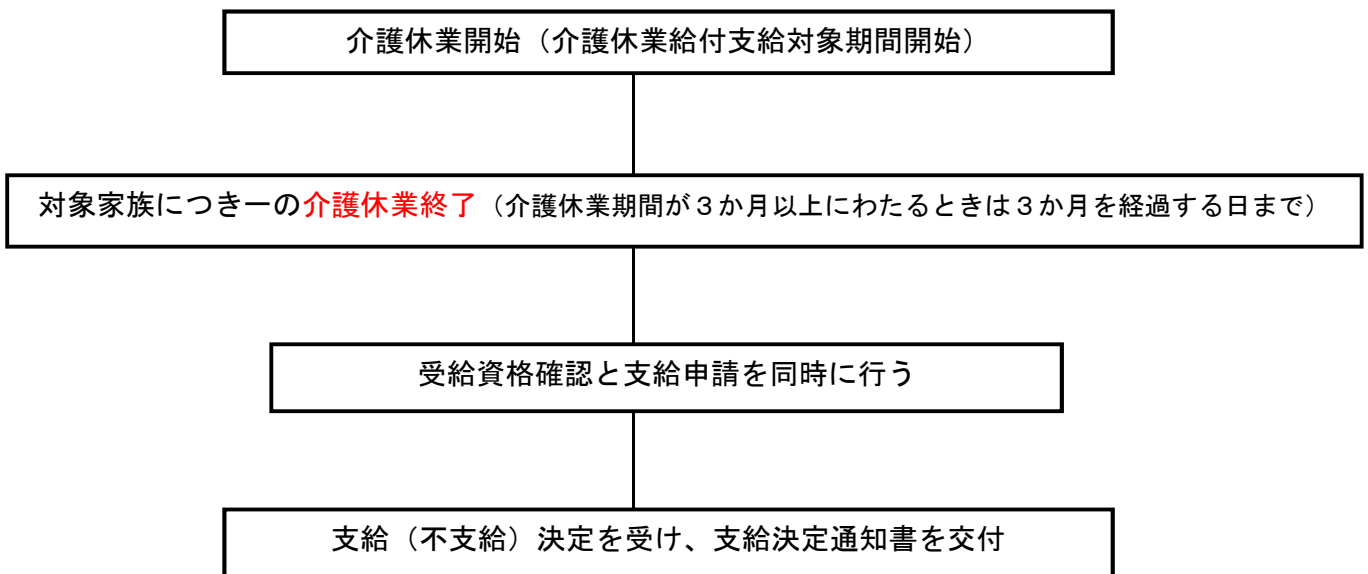 介護休業開始（介護休業給付支給対象期間開始）
対象家族につき一の介護休業終了（介護休業期間が３か月以上にわたるときは３か月を経過する日まで）
受給資格確認と支給申請を同時に行う
支給（不支給）決定を受け、支給決定通知書を交付